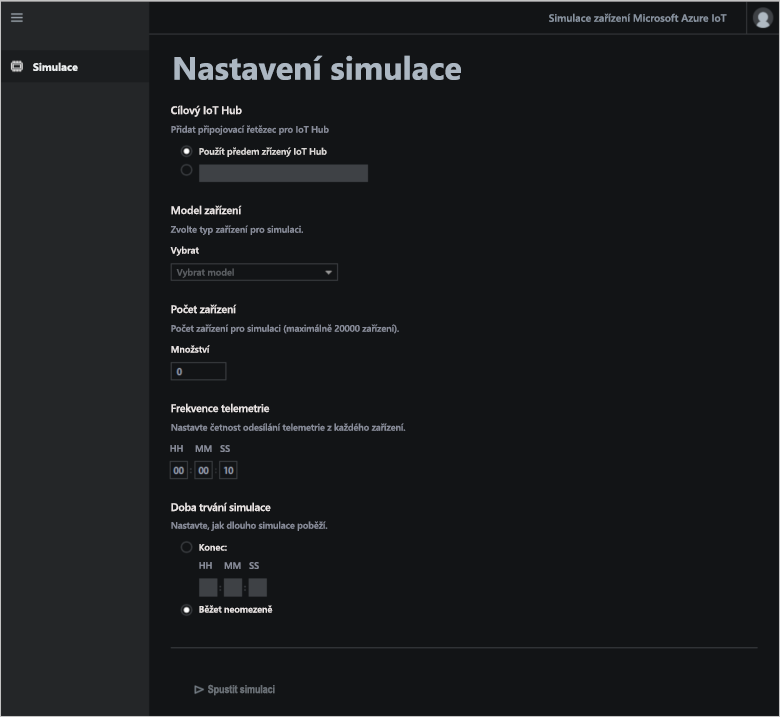 Simulace zařízení Microsoft Azure IoT
Simulace
Nastavení simulace
Cílový IoT Hub
Přidat připojovací řetězec pro IoT Hub
Použít předem zřízený IoT Hub
Model zařízení
Zvolte typ zařízení pro simulaci.
Vybrat
Vybrat model
Počet zařízení
Počet zařízení pro simulaci (maximálně 20000 zařízení).
Množství
0
Frekvence telemetrie
Nastavte četnost odesílání telemetrie z každého zařízení.
HH MM SS
00 : 00 : 10
Doba trvání simulace
Nastavte, jak dlouho simulace poběží.
Konec:
HH MM SS
: :
Běžet neomezeně
Spustit simulaci